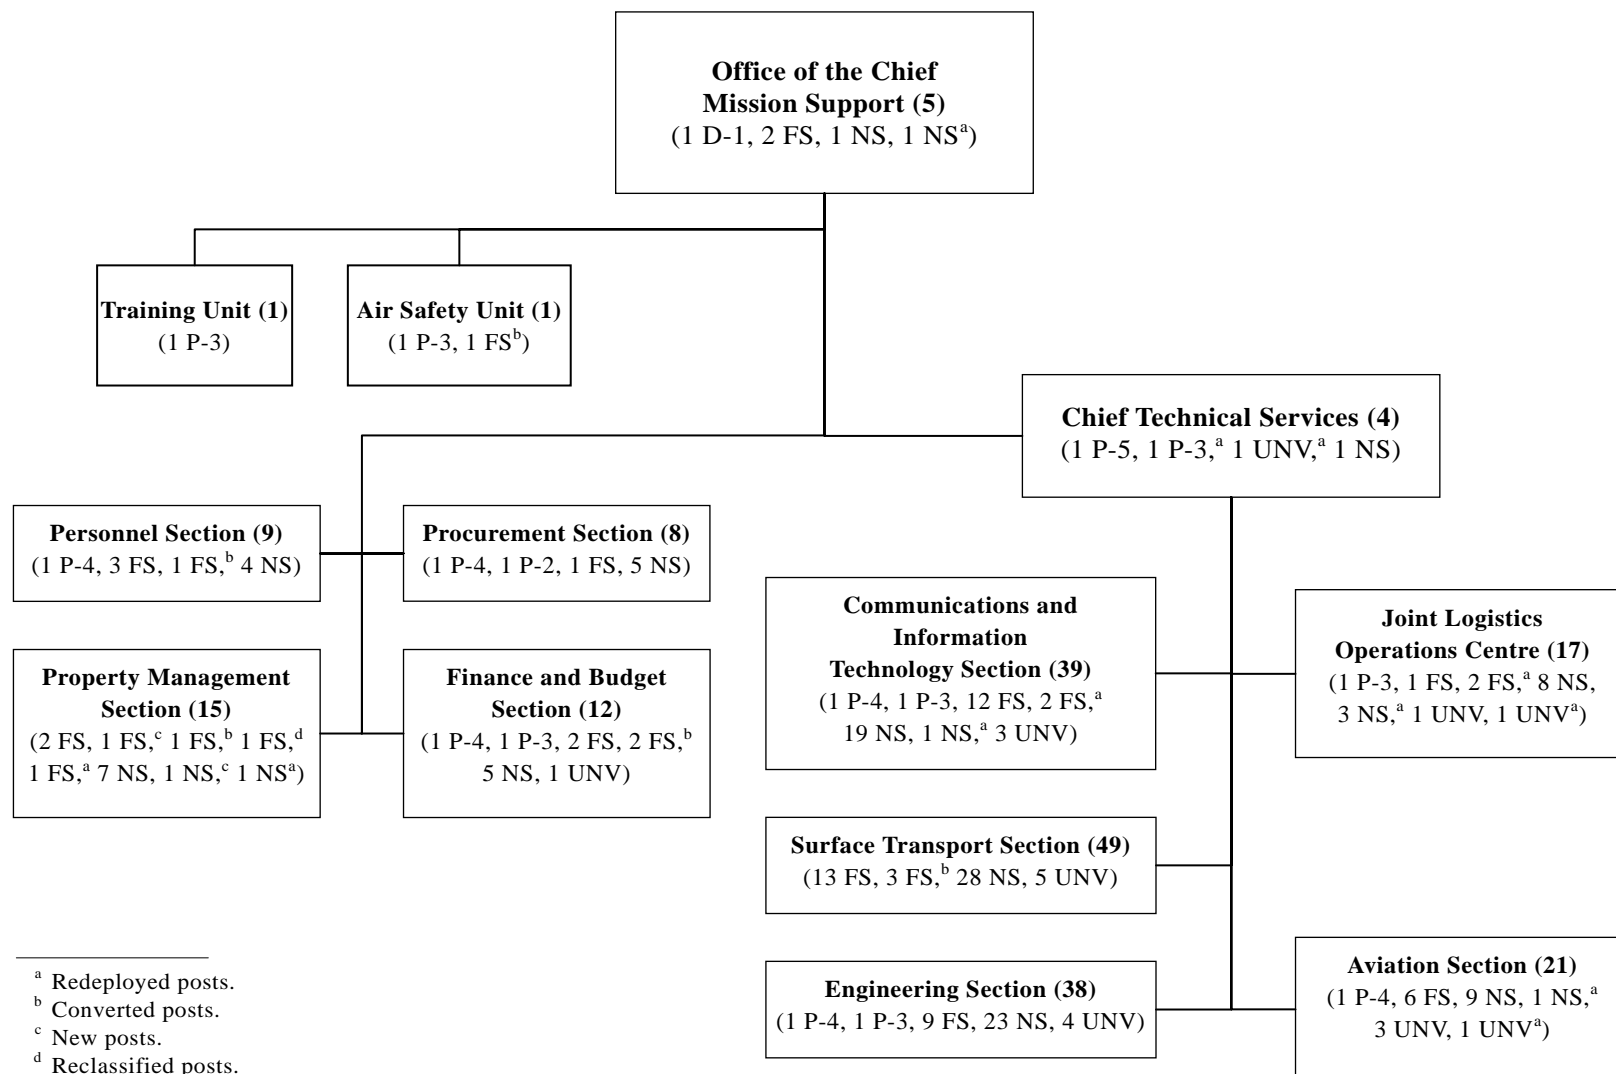 Office of the Chief
Mission Support (5)
(1 D-1, 2 FS, 1 NS, 1 NSᵃ)
Training Unit (1)
(1 P-3)
Air Safety Unit (1)
(1 P-3, 1 FSᵇ)
Chief Technical Services (4)
(1 P-5, 1 P-3,ᵃ 1 UNV,ᵃ 1 NS)
Personnel Section (9)
(1 P-4, 3 FS, 1 FS,ᵇ 4 NS)
Procurement Section (8)
(1 P-4, 1 P-2, 1 FS, 5 NS)
Property Management
Section (15)
(2 FS, 1 FS,ᶜ 1 FS,ᵇ 1 FS,ᵈ
1 FS,ᵃ 7 NS, 1 NS,ᶜ 1 NSᵃ)
Finance and Budget
Section (12)
(1 P-4, 1 P-3, 2 FS, 2 FS,ᵇ
5 NS, 1 UNV)
Communications and
Information
Technology Section (39)
(1 P-4, 1 P-3, 12 FS, 2 FS,ᵃ
19 NS, 1 NS,ᵃ 3 UNV)
Joint Logistics
Operations Centre (17)
(1 P-3, 1 FS, 2 FS,ᵃ 8 NS,
3 NS,ᵃ 1 UNV, 1 UNVᵃ)
Surface Transport Section (49)
(13 FS, 3 FS,ᵇ 28 NS, 5 UNV)
Engineering Section (38)
(1 P-4, 1 P-3, 9 FS, 23 NS, 4 UNV)
Aviation Section (21)
(1 P-4, 6 FS, 9 NS, 1 NS,ᵃ
3 UNV, 1 UNVᵃ)
ᵃ Redeployed posts.
ᵇ Converted posts.
ᶜ New posts.
ᵈ Reclassified posts.